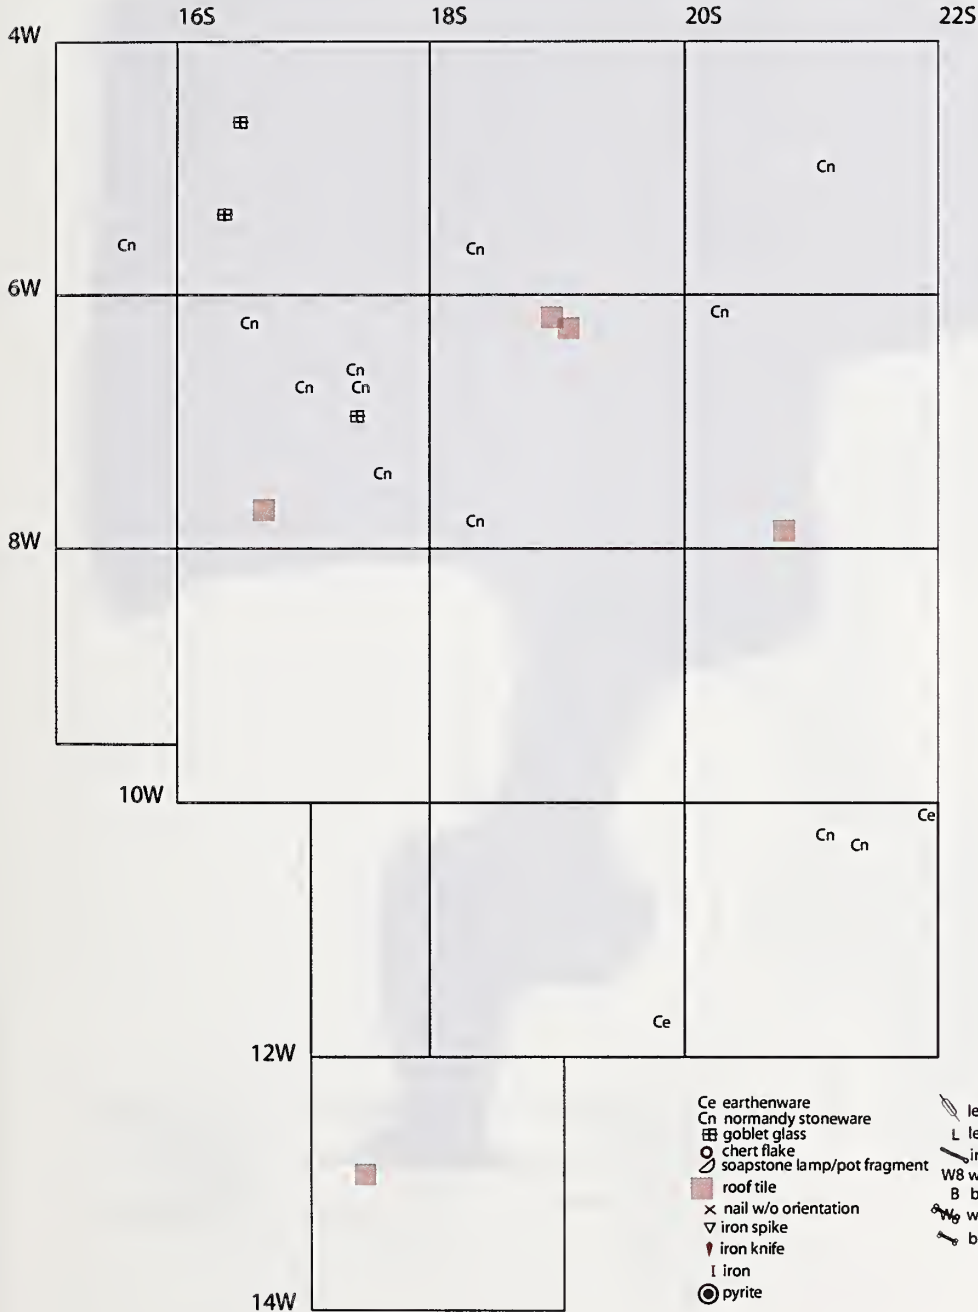 16S 18S 20S 22S
4W
Cn
Cn Cn
6W
Cn Cn
Cn
Cn Cn
Cn
Cn
8W
10W
Ce
Cn Cn
Ce
12W
Ce earthenware
Cn normandy stoneware
goblet glass
chert flake
soapstone lamp/pot fragment
roof tile
nail w/o orientation
iron spike
iron knife
iron
pyrite
L
W8
B
14W